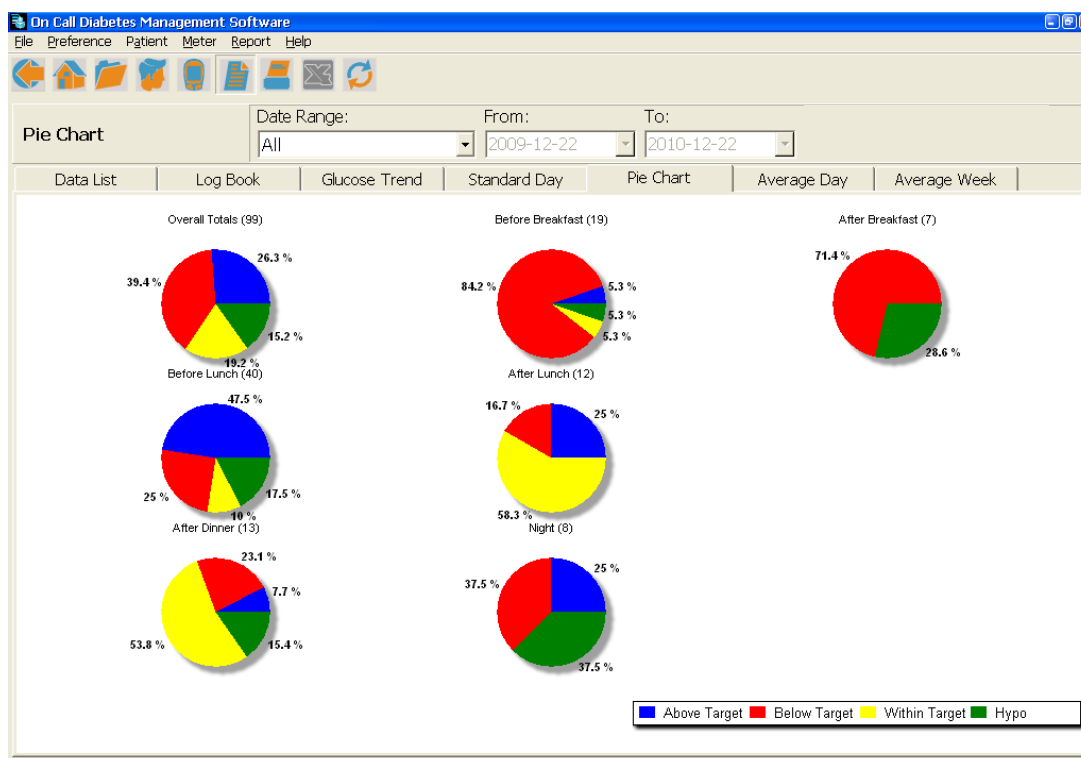 On Call Diabetes Management Software
File Preference Patient Meter Report Help
Pie Chart
Date Range: From: To:
All 2009-12-22 2010-12-22
Data List Log Book Glucose Trend Standard Day Pie Chart Average Day Average Week
Overall Totals (99) Before Breakfast (19) After Breakfast (7)
26.3 %
39.4 %
15.2 %
19.2 %
84.2 %
5.3 %
5.3 %
5.3 %
71.4 %
28.6 %
Before Lunch (40) After Lunch (12)
47.5 %
25 %
17.5 %
10 %
16.7 %
25 %
58.3 %
After Dinner (13) Night (8)
23.1 %
7.7 %
53.8 %
15.4 %
25 %
37.5 %
37.5 %
Above Target Below Target Within Target Hypo